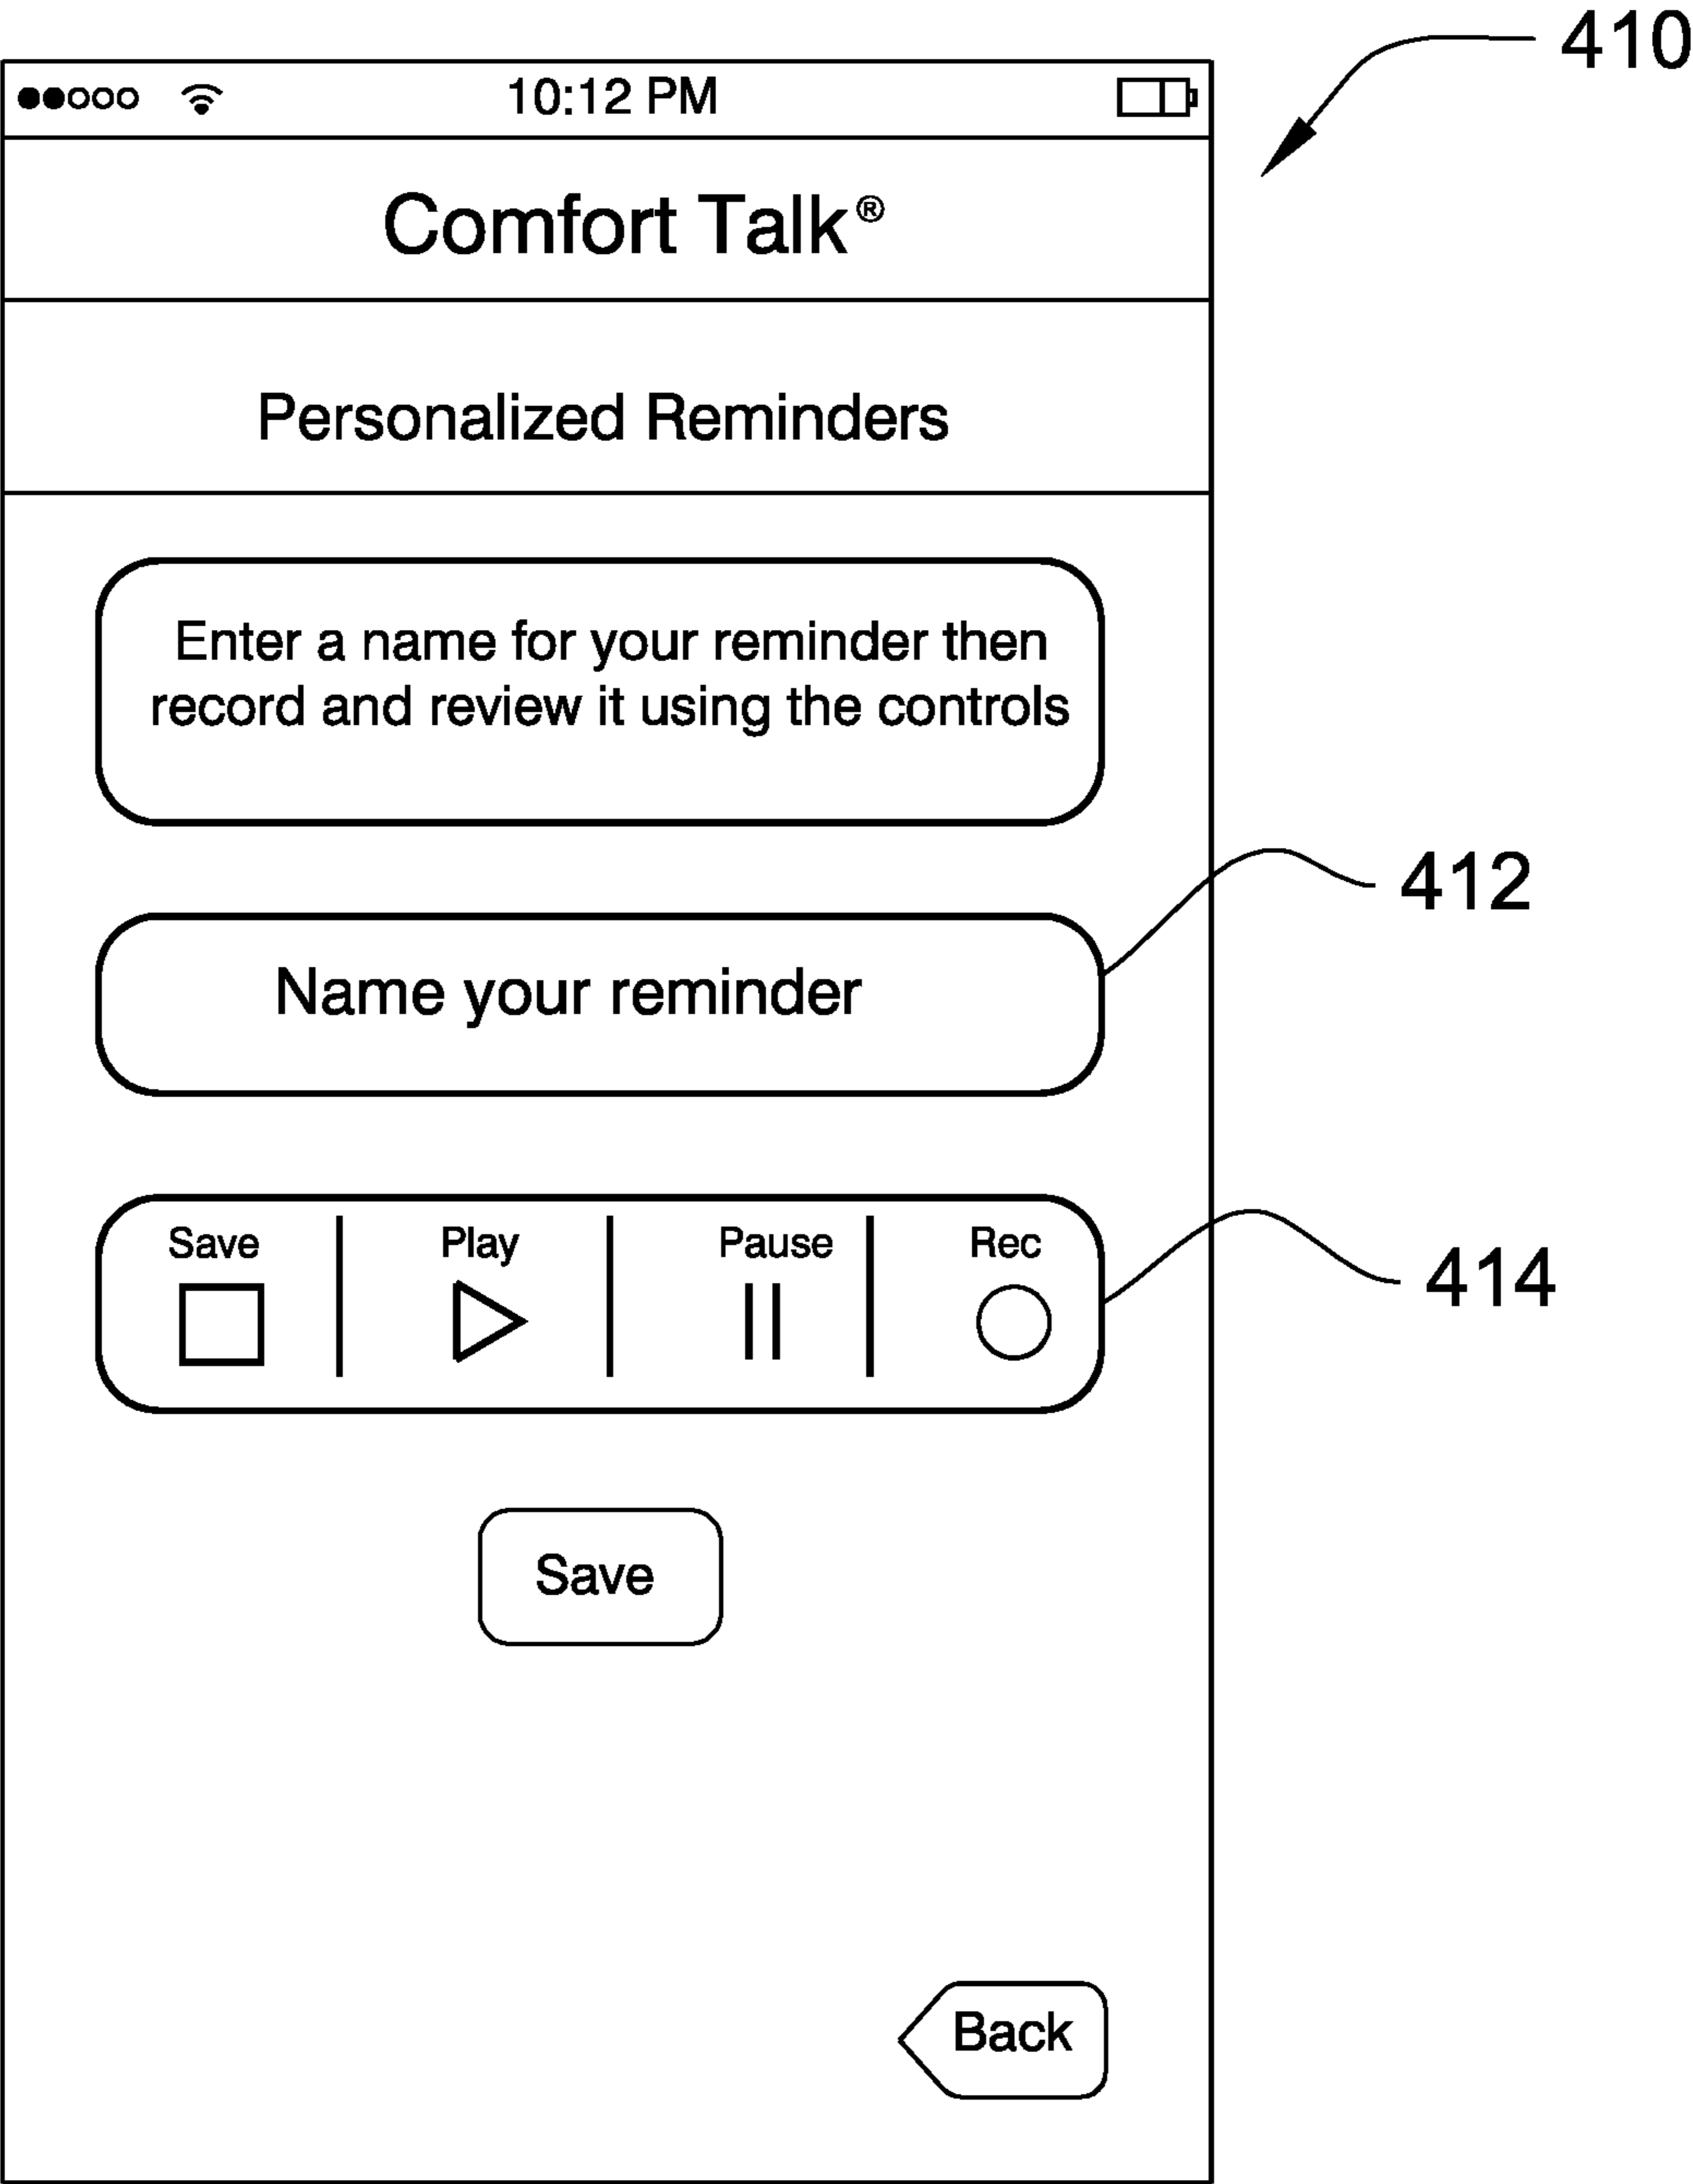 410
10:12 PM
Comfort Talk®
Personalized Reminders
Enter a name for your reminder then
record and review it using the controls
412
Name your reminder
Save Play Pause Rec
414
Save
Back